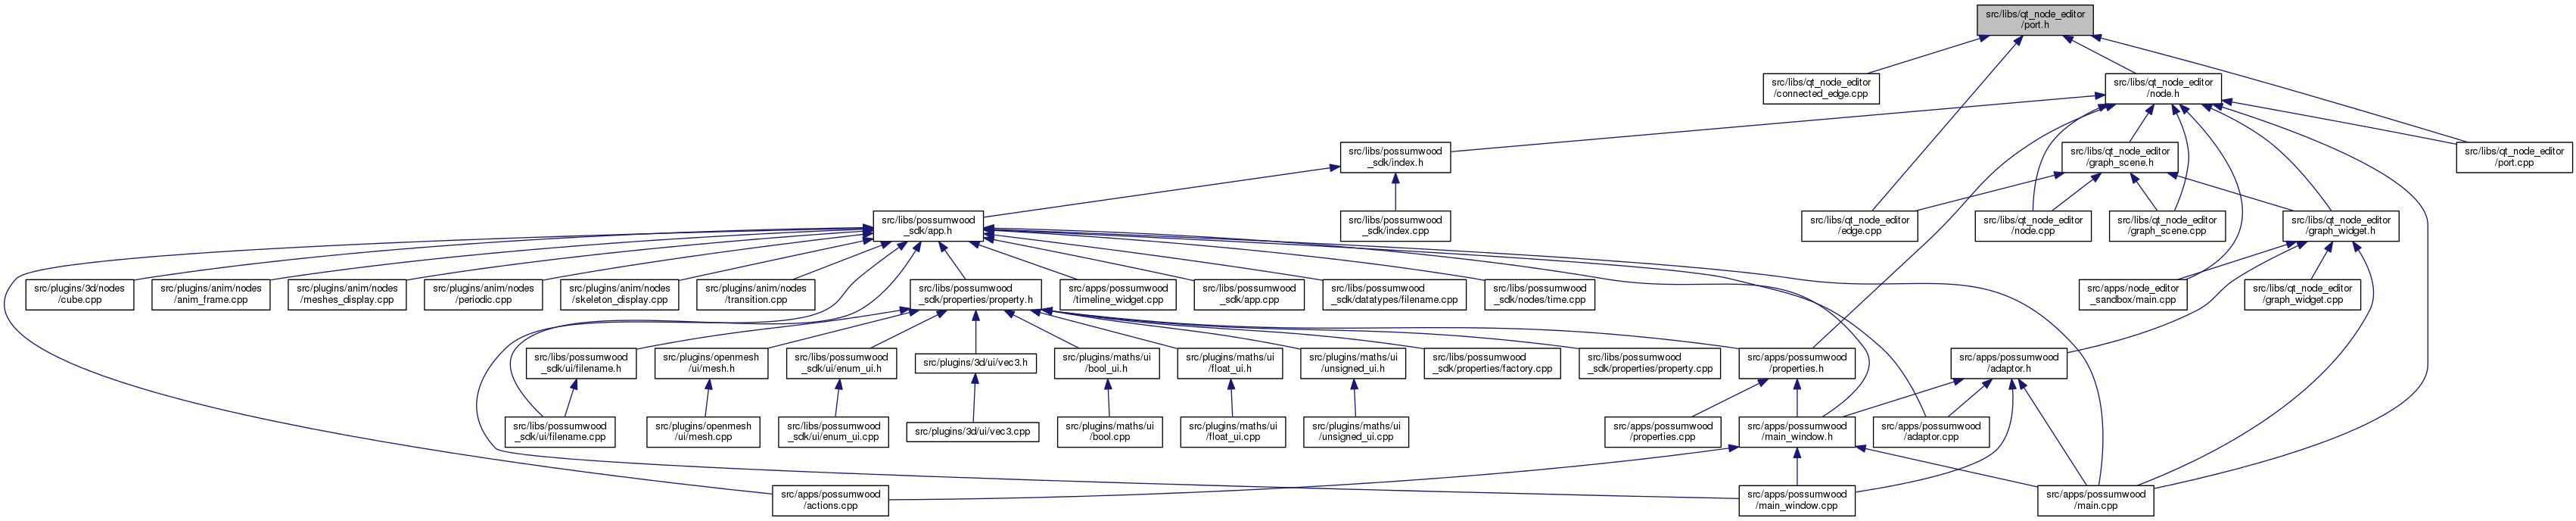 src/libs/qt_node_editor
/port.h
src/libs/qt_node_editor
/connected_edge.cpp
src/libs/qt_node_editor
/node.h
src/libs/possumwood
_sdk/index.h
src/libs/qt_node_editor
/graph_scene.h
src/libs/qt_node_editor
/port.cpp
src/libs/possumwood
_sdk/app.h
src/libs/possumwood
_sdk/index.cpp
src/libs/qt_node_editor
/edge.cpp
src/libs/qt_node_editor
/node.cpp
src/libs/qt_node_editor
/graph_scene.cpp
src/libs/qt_node_editor
/graph_widget.h
src/plugins/3d/nodes
/cube.cpp
src/plugins/anim/nodes
/anim_frame.cpp
src/plugins/anim/nodes
/meshes_display.cpp
src/plugins/anim/nodes
/periodic.cpp
src/plugins/anim/nodes
/skeleton_display.cpp
src/plugins/anim/nodes
/transition.cpp
src/libs/possumwood
_sdk/properties/property.h
src/apps/possumwood
/timeline_widget.cpp
src/libs/possumwood
_sdk/app.cpp
src/libs/possumwood
_sdk/datatypes/filename.cpp
src/libs/possumwood
_sdk/nodes/time.cpp
src/apps/node_editor
_sandbox/main.cpp
src/libs/qt_node_editor
/graph_widget.cpp
src/libs/possumwood
_sdk/ui/filename.h
src/plugins/openmesh
/ui/mesh.h
src/libs/possumwood
_sdk/ui/enum_ui.h
src/plugins/3d/ui/vec3.h
src/plugins/maths/ui
/bool_ui.h
src/plugins/maths/ui
/float_ui.h
src/plugins/maths/ui
/unsigned_ui.h
src/libs/possumwood
_sdk/properties/factory.cpp
src/libs/possumwood
_sdk/properties/property.cpp
src/apps/possumwood
/properties.h
src/apps/possumwood
/adaptor.h
src/libs/possumwood
_sdk/ui/filename.cpp
src/plugins/openmesh
/ui/mesh.cpp
src/libs/possumwood
_sdk/ui/enum_ui.cpp
src/plugins/3d/ui/vec3.cpp
src/plugins/maths/ui
/bool.cpp
src/plugins/maths/ui
/float_ui.cpp
src/plugins/maths/ui
/unsigned_ui.cpp
src/apps/possumwood
/properties.cpp
src/apps/possumwood
/main_window.h
src/apps/possumwood
/adaptor.cpp
src/apps/possumwood
/actions.cpp
src/apps/possumwood
/main_window.cpp
src/apps/possumwood
/main.cpp